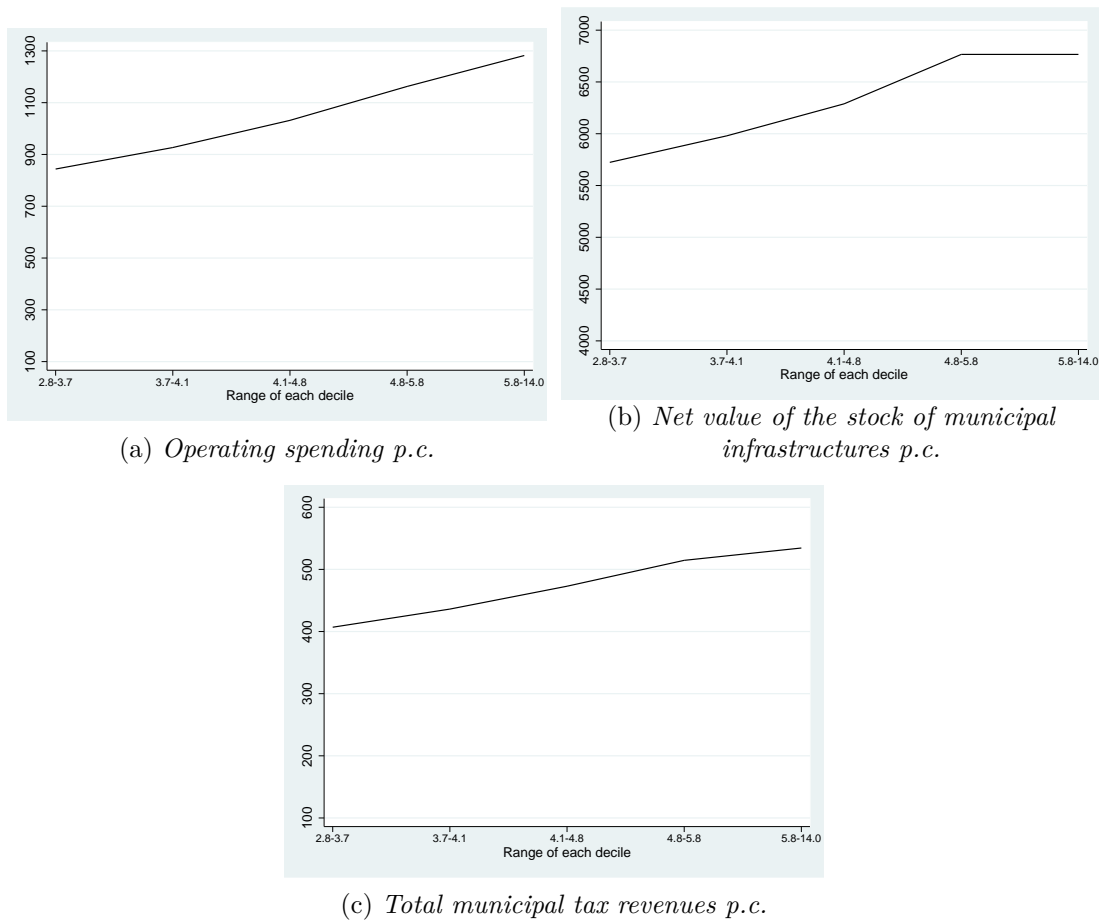 1300
1100
900
700
500
300
100
2.8-3.7 3.7-4.1 4.1-4.8 4.8-5.8 5.8-14.0
Range of each decile
(a) Operating spending p.c.
7000
6500
6000
5500
5000
4500
4000
2.8-3.7 3.7-4.1 4.1-4.8 4.8-5.8 5.8-14.0
Range of each decile
(b) Net value of the stock of municipal
infrastructures p.c.
600
500
400
300
200
100
2.8-3.7 3.7-4.1 4.1-4.8 4.8-5.8 5.8-14.0
Range of each decile
(c) Total municipal tax revenues p.c.